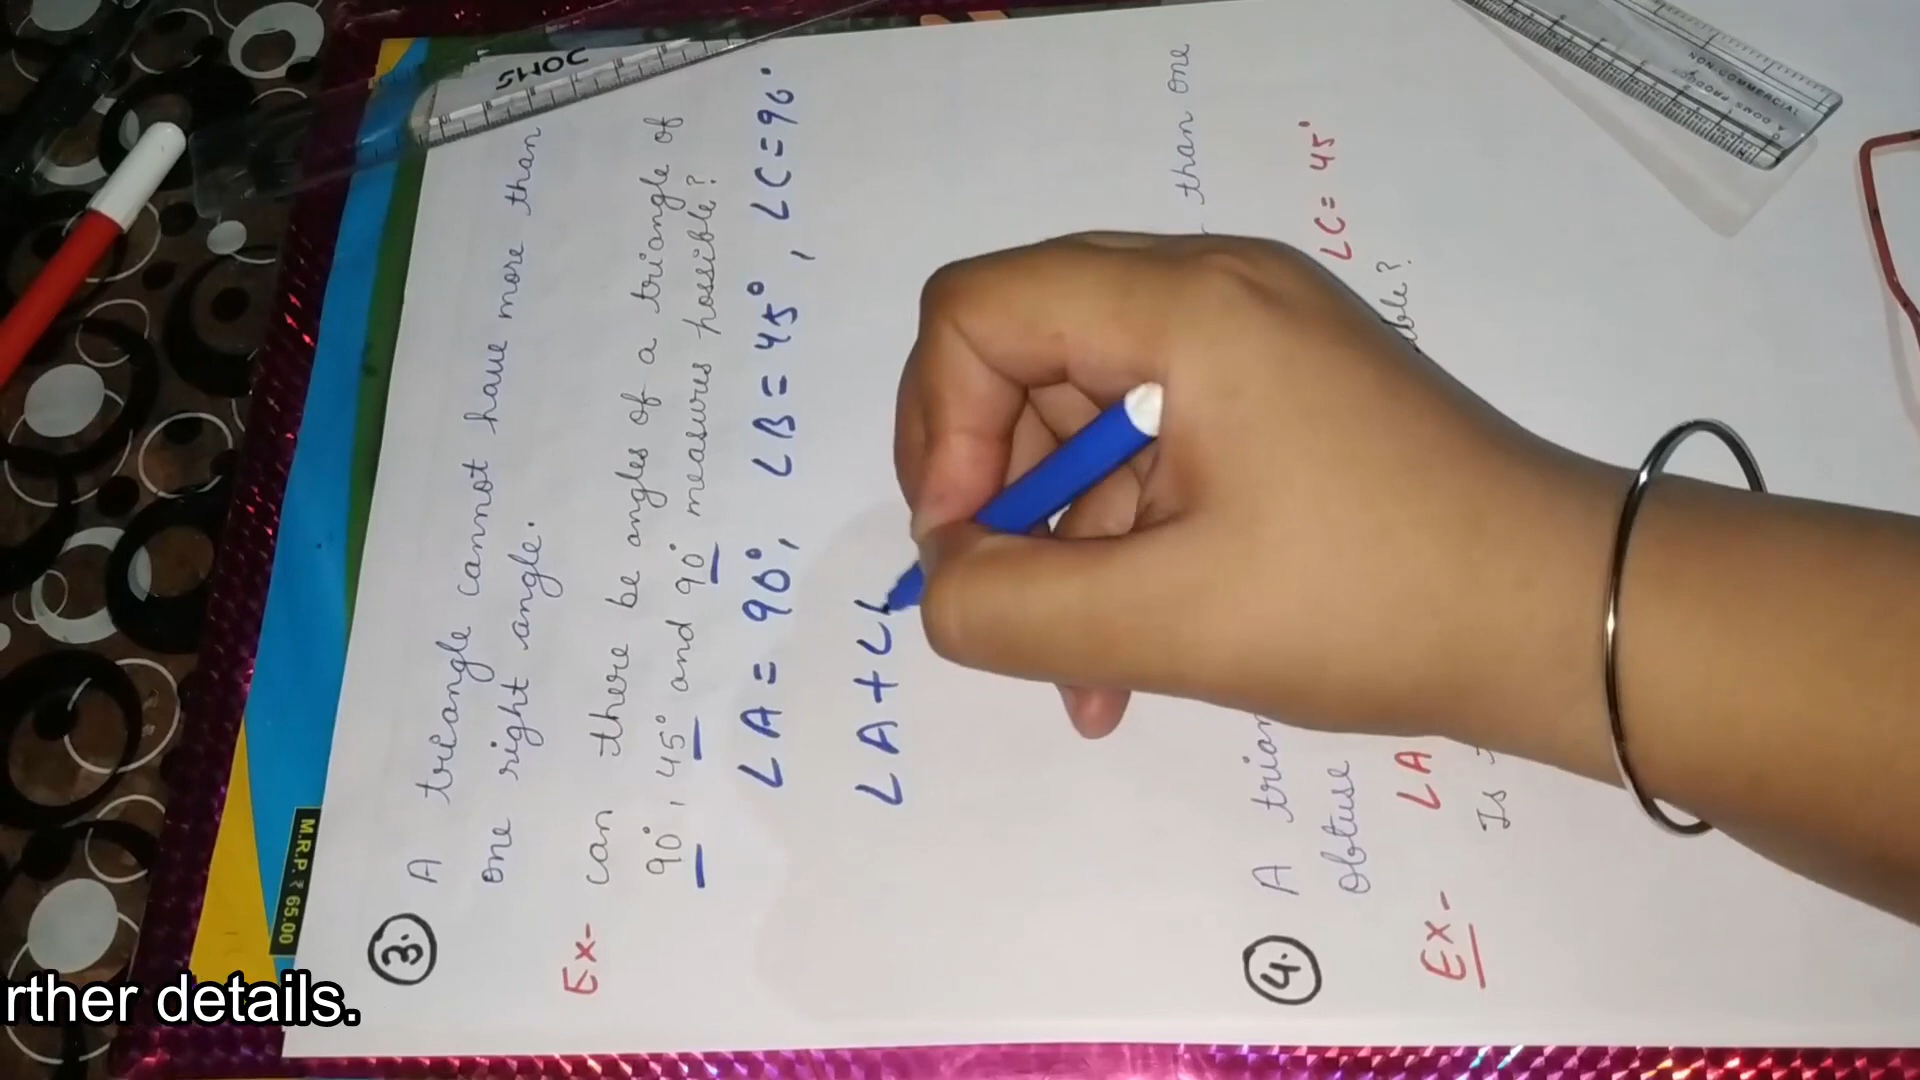 3. A triangle cannot have more than
one right angle.
Ex- can there be angles of a triangle of
90°, 45° and 90° measures possible?
∠A = 90°, ∠B = 45°, ∠C = 90°
∠A + ∠
4. A than one
obtuse
Ex- ∠A ∠C = 45°
Is
M.R.P. ₹ 65.00
DOMS
NON-COMMERCIAL
rther details.